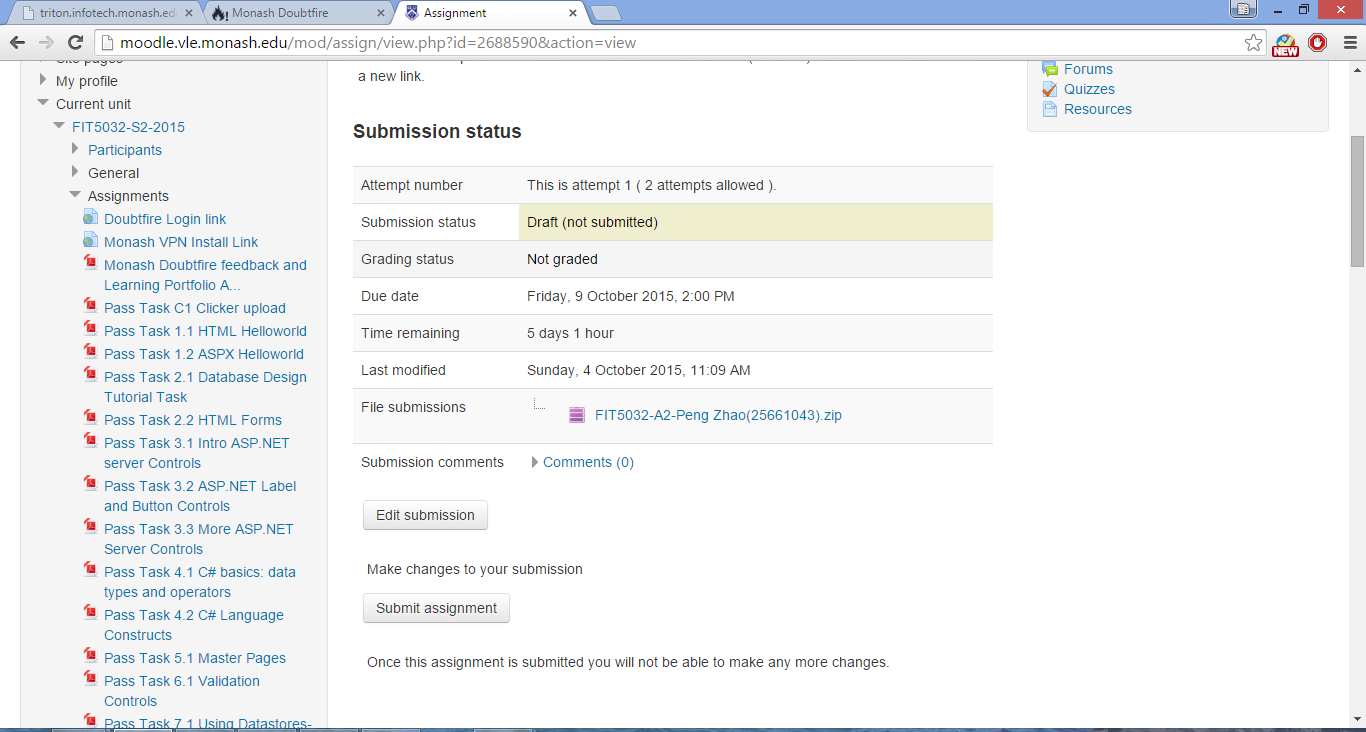 triton.infotech.monash.ed
Monash Doubtfire
Assignment
moodle.vle.monash.edu/mod/assign/view.php?id=2688590&action=view
NEW
Site pages
My profile
Current unit
FIT5032-S2-2015
Participants
General
Assignments
Doubtfire Login link
Monash VPN Install Link
Monash Doubtfire feedback and
Learning Portfolio A...
Pass Task C1 Clicker upload
Pass Task 1.1 HTML Helloworld
Pass Task 1.2 ASPX Helloworld
Pass Task 2.1 Database Design
Tutorial Task
Pass Task 2.2 HTML Forms
Pass Task 3.1 Intro ASP.NET
server Controls
Pass Task 3.2 ASP.NET Label
and Button Controls
Pass Task 3.3 More ASP.NET
Server Controls
Pass Task 4.1 C# basics: data
types and operators
Pass Task 4.2 C# Language
Constructs
Pass Task 5.1 Master Pages
Pass Task 6.1 Validation
Controls
Pass Task 7.1 Using Datastores-
a new link.
Submission status
Attempt number This is attempt 1 ( 2 attempts allowed ).
Submission status Draft (not submitted)
Grading status Not graded
Due date Friday, 9 October 2015, 2:00 PM
Time remaining 5 days 1 hour
Last modified Sunday, 4 October 2015, 11:09 AM
File submissions FIT5032-A2-Peng Zhao(25661043).zip
Submission comments Comments (0)
Edit submission
Make changes to your submission
Submit assignment
Once this assignment is submitted you will not be able to make any more changes.
Forums
Quizzes
Resources